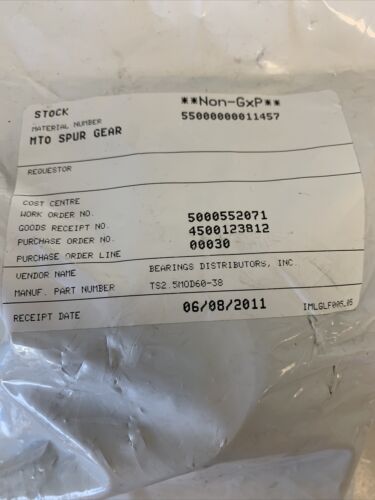 STOCK **Non-GxP**
MATERIAL NUMBER 55000000011457
MTO SPUR GEAR
REQUESTOR
COST CENTRE
WORK ORDER NO.
GOODS RECEIPT NO. 5000552071
PURCHASE ORDER NO. 4500123812
PURCHASE ORDER LINE 00030
VENDOR NAME BEARINGS DISTRIBUTORS, INC.
MANUF. PART NUMBER TS2.5MOD60-38
RECEIPT DATE 06/08/2011 IMLGLF005.05